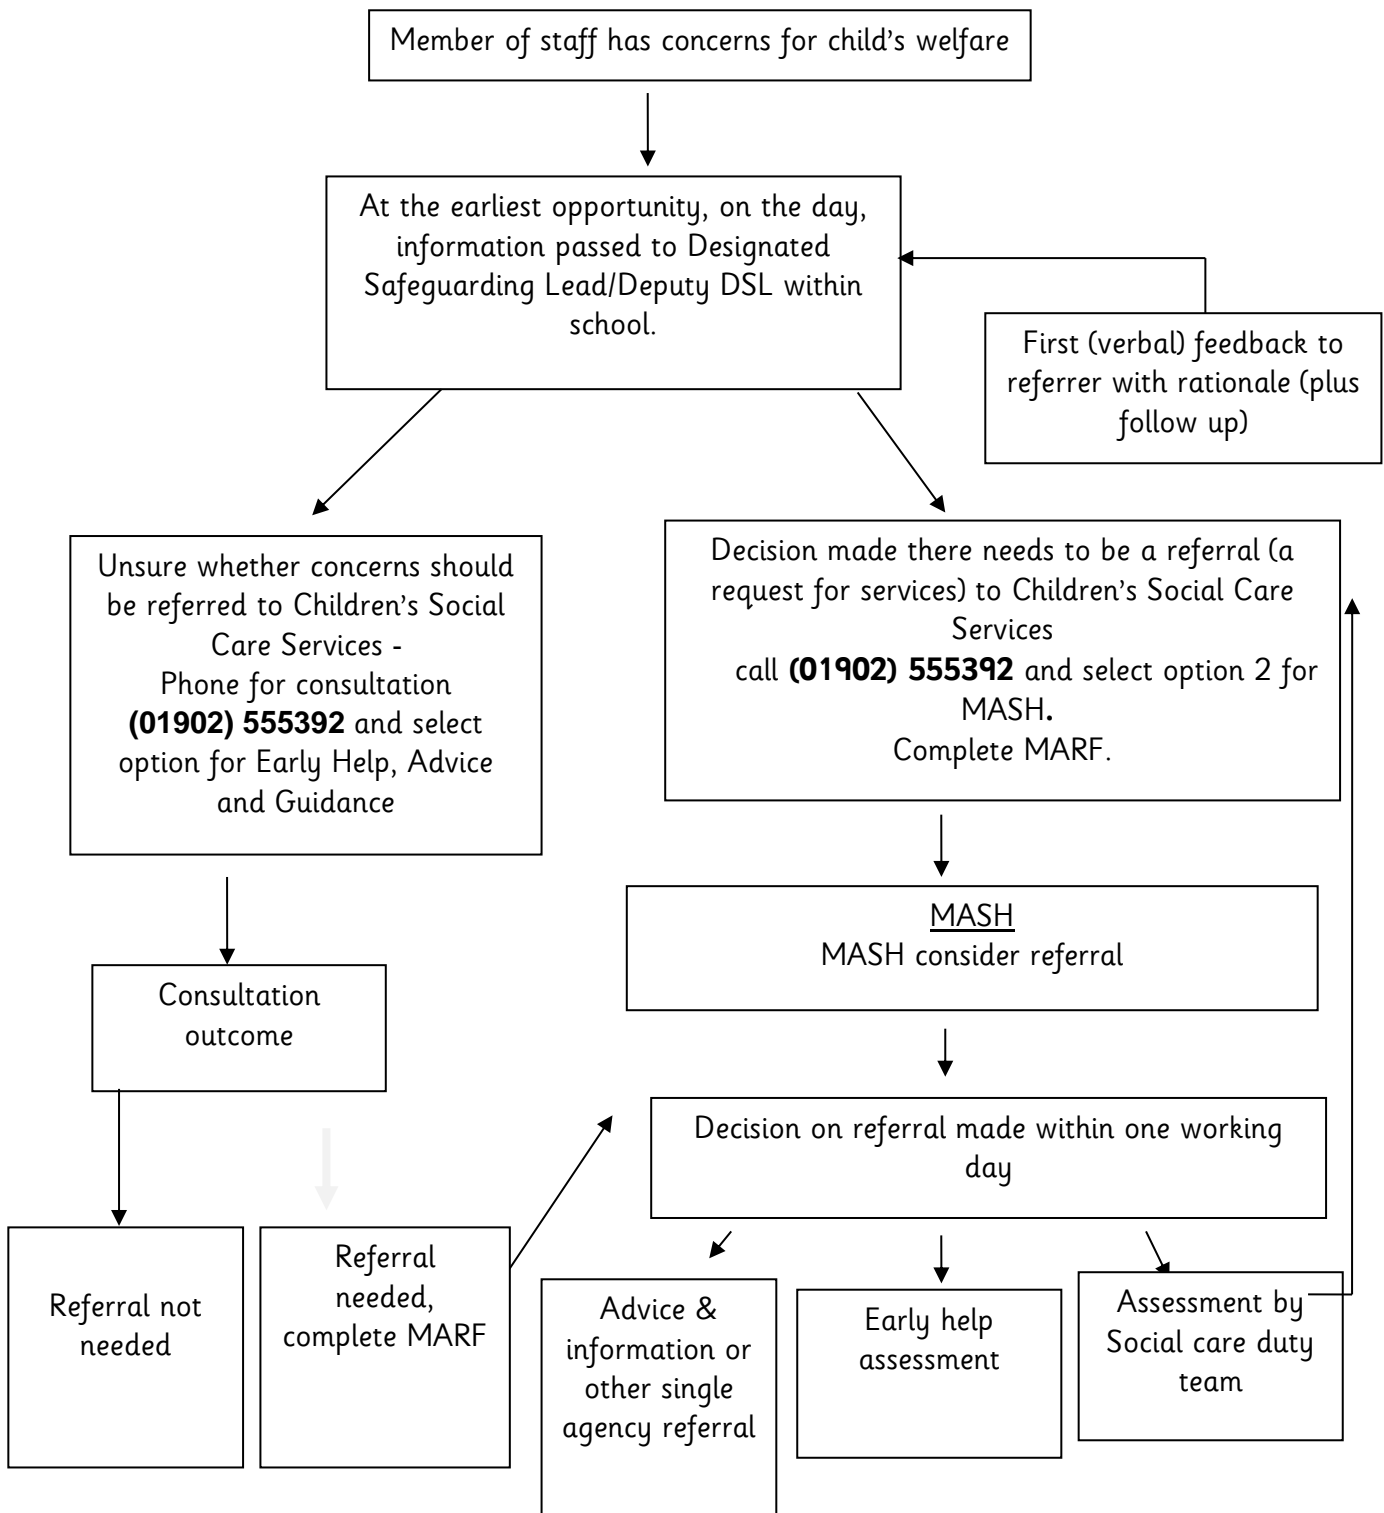 Member of staff has concerns for child's welfare
At the earliest opportunity, on the day,
information passed to Designated
Safeguarding Lead/Deputy DSL within
school.
First (verbal) feedback to
referrer with rationale (plus
follow up)
Unsure whether concerns should
be referred to Children's Social
Care Services -
Phone for consultation
(01902) 555392 and select
option for Early Help, Advice
and Guidance
Decision made there needs to be a referral (a
request for services) to Children's Social Care
Services
call (01902) 555392 and select option 2 for
MASH.
Complete MARF.
MASH
MASH consider referral
Consultation
outcome
Decision on referral made within one working
day
Referral not
needed
Referral
needed,
complete MARF
Advice &
information or
other single
agency referral
Early help
assessment
Assessment by
Social care duty
team